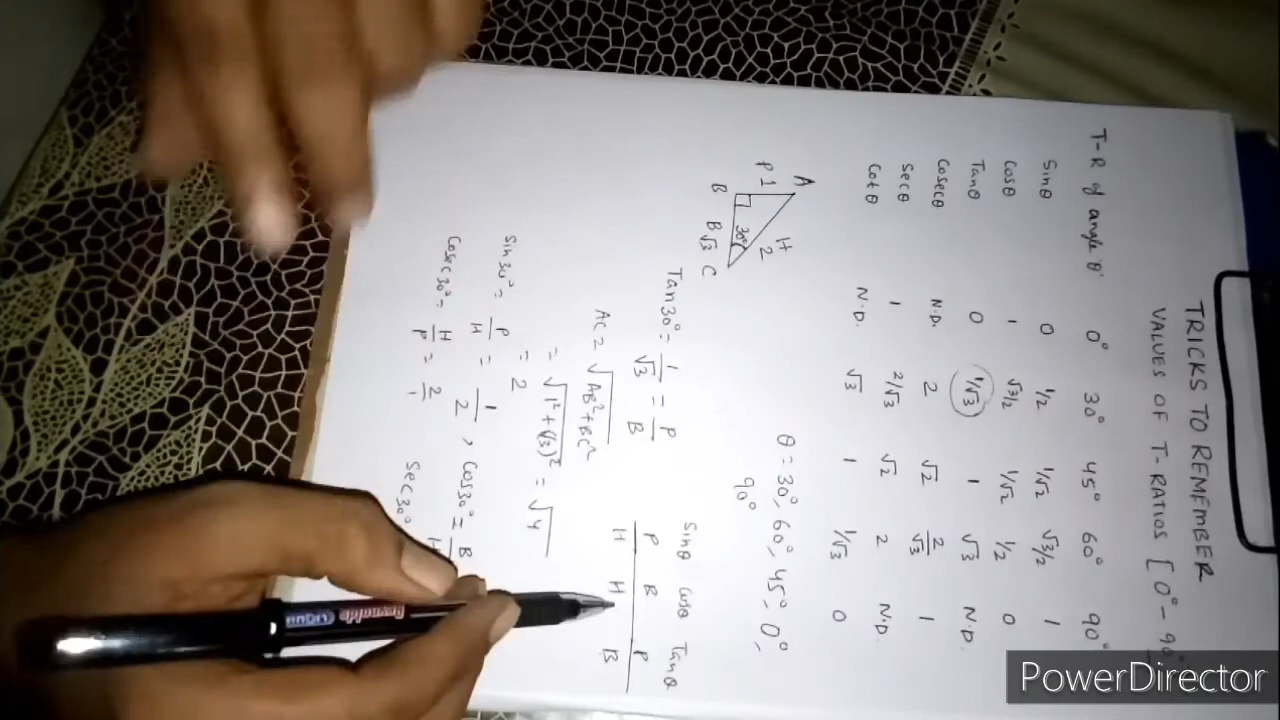 TRICKS TO REMEMBER
VALUES OF T-RATIOS [0°-90°
T-R of angle θ 0° 30° 45° 60° 90°
Sinθ 0 1/2 1/√2 √3/2 1
Cosθ 1 √3/2 1/√2 1/2 0
Tanθ 0 1/√3 1 √3 N.D.
Cosecθ N.D. 2 √2 2/√3 1
Secθ 1 2/√3 √2 2 N.D.
Cotθ N.D. √3 1 1/√3 0
A
P 1 H 2
30°
B B √3 C
θ = 30°, 60°, 45°, 0°,
90°
Tan30° = 1/√3 = P/B
Sinθ Cosθ Tanθ
P B P
H H B
AC = √AB²+BC²
= √1²+(√3)² = √4
= 2
Sin30° = P/H = 1/2, Cos30° = B/H
Cosec30° = H/P = 2/1 Sec30°
Reynolds
PowerDirector